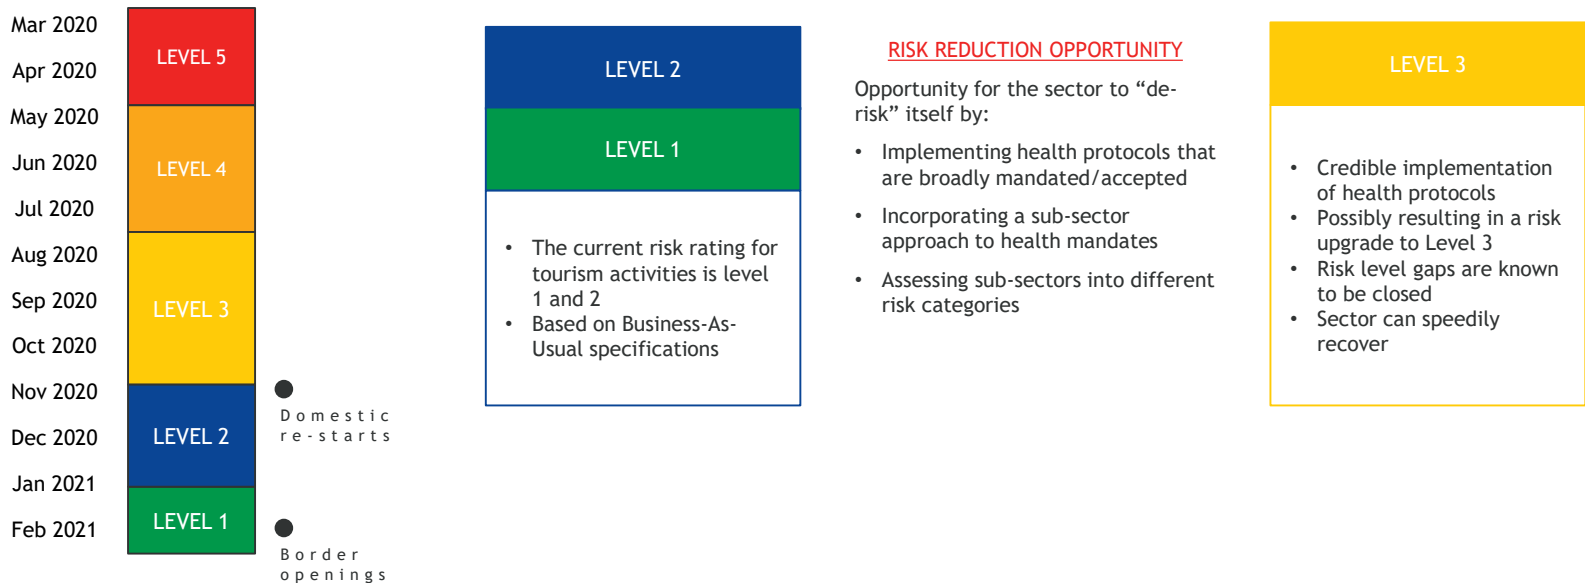 Mar 2020
Apr 2020
May 2020
Jun 2020
Jul 2020
Aug 2020
Sep 2020
Oct 2020
Nov 2020
Dec 2020
Jan 2021
Feb 2021
LEVEL 5
LEVEL 4
LEVEL 3
LEVEL 2
LEVEL 1
Domestic
re-starts
Border
openings
LEVEL 2
LEVEL 1
• The current risk rating for
tourism activities is level
1 and 2
• Based on Business-As-
Usual specifications
RISK REDUCTION OPPORTUNITY
Opportunity for the sector to “de-
risk” itself by:
• Implementing health protocols that
are broadly mandated/accepted
• Incorporating a sub-sector
approach to health mandates
• Assessing sub-sectors into different
risk categories
LEVEL 3
• Credible implementation
of health protocols
• Possibly resulting in a risk
upgrade to Level 3
• Risk level gaps are known
to be closed
• Sector can speedily
recover